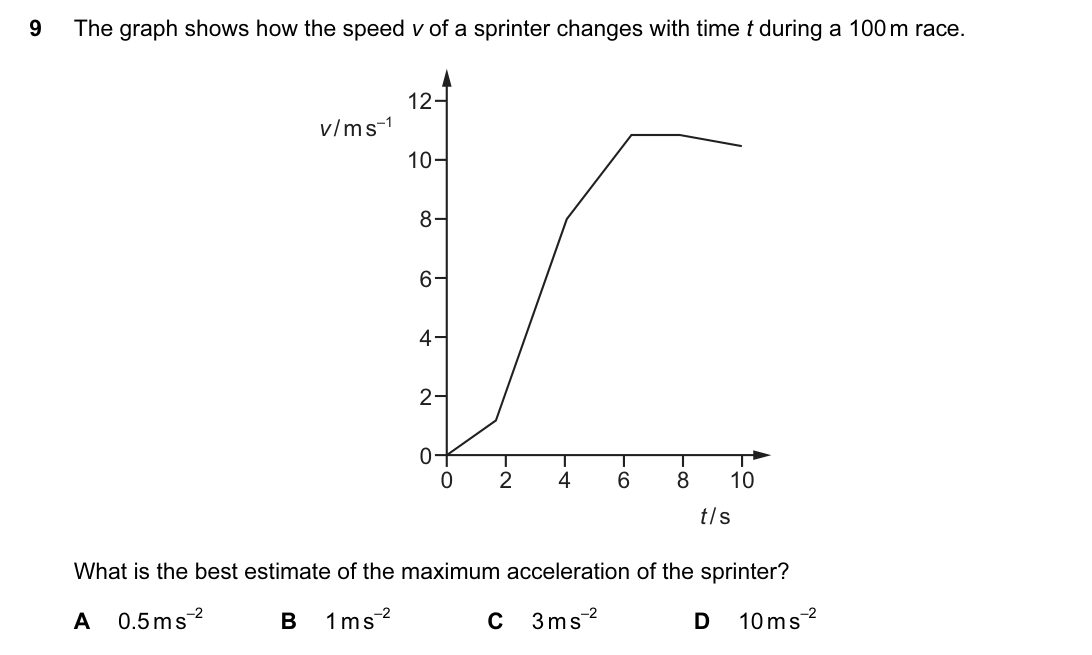 9 The graph shows how the speed v of a sprinter changes with time t during a 100 m race.
12
v / m s⁻¹
10
8
6
4
2
0
0 2 4 6 8 10
t / s
What is the best estimate of the maximum acceleration of the sprinter?
A 0.5 m s⁻² B 1 m s⁻² C 3 m s⁻² D 10 m s⁻²